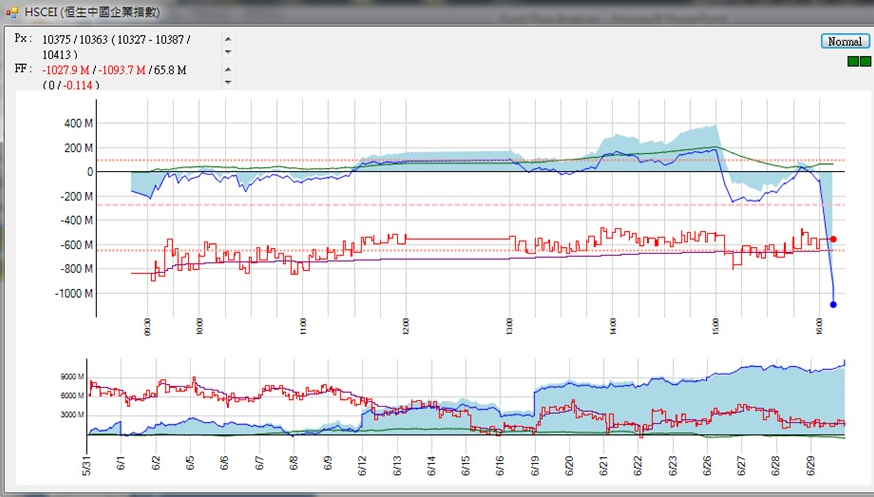 HSCEI (恒生中國企業指數)
Px : 10375 / 10363 ( 10327 - 10387 /
10413 )
Normal
FF : -1027.9 M / -1093.7 M / 65.8 M
( 0 / -0.114 )
400 M
200 M
0
-200 M
-400 M
-600 M
-800 M
-1000 M
09:30 10:00 11:00 12:00 13:00 14:00 15:00 16:00
9000 M
6000 M
3000 M
5/31 6/1 6/2 6/5 6/6 6/7 6/8 6/9 6/12 6/13 6/14 6/15 6/16 6/19 6/20 6/21 6/22 6/23 6/26 6/27 6/28 6/29